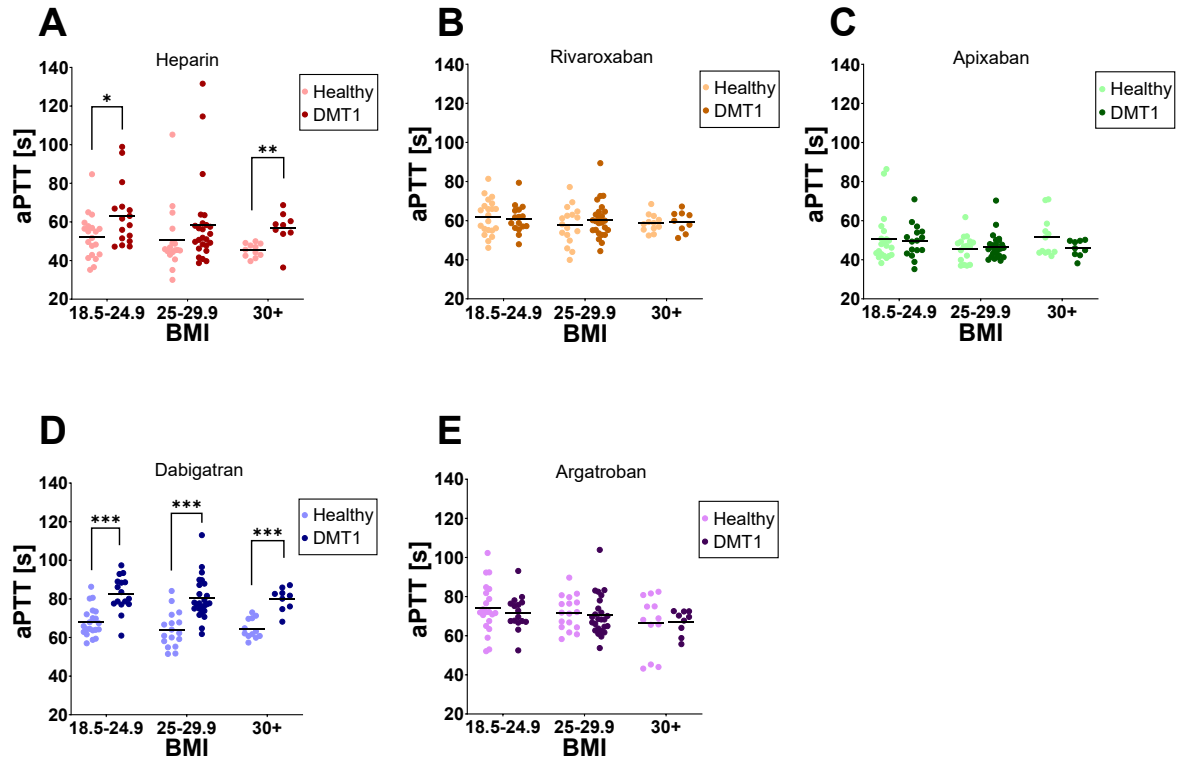 A
Heparin
Healthy
DMT1
140
120
100
80
60
40
20
aPTT [s]
*
**
18.5-24.9 25-29.9 30+
BMI
B
Rivaroxaban
Healthy
DMT1
140
120
100
80
60
40
20
aPTT [s]
18.5-24.9 25-29.9 30+
BMI
C
Apixaban
Healthy
DMT1
140
120
100
80
60
40
20
aPTT [s]
18.5-24.9 25-29.9 30+
BMI
D
Dabigatran
Healthy
DMT1
140
120
100
80
60
40
20
aPTT [s]
*** *** ***
18.5-24.9 25-29.9 30+
BMI
E
Argatroban
Healthy
DMT1
140
120
100
80
60
40
20
aPTT [s]
18.5-24.9 25-29.9 30+
BMI